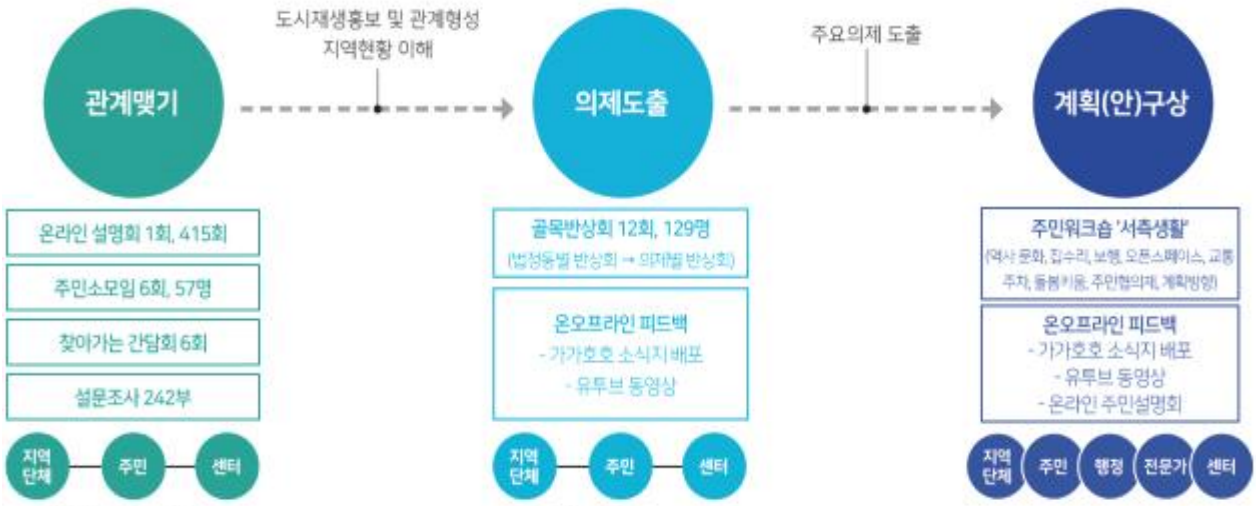 도시재생홍보 및 관계형성
지역현황 이해
주요의제 도출
관계맺기
의제도출
계획(안)구상
온라인 설명회 1회, 415회
주민소모임 6회, 57명
찾아가는 간담회 6회
설문조사 242부
지역
단체
주민
센터
골목반상회 12회, 129명
(법정동별 반상회 → 의제별 반상회)
온오프라인 피드백
- 가가호호 소식지 배포
- 유투브 동영상
지역
단체
주민
센터
주민워크숍 '서측생활'
(역사 문화, 집수리, 보행, 오픈스페이스, 교통
주차, 돌봄키움, 주민협의체, 계획방향)
온오프라인 피드백
- 가가호호 소식지 배포
- 유투브 동영상
- 온라인 주민설명회
지역
단체
주민
행정
전문가
센터